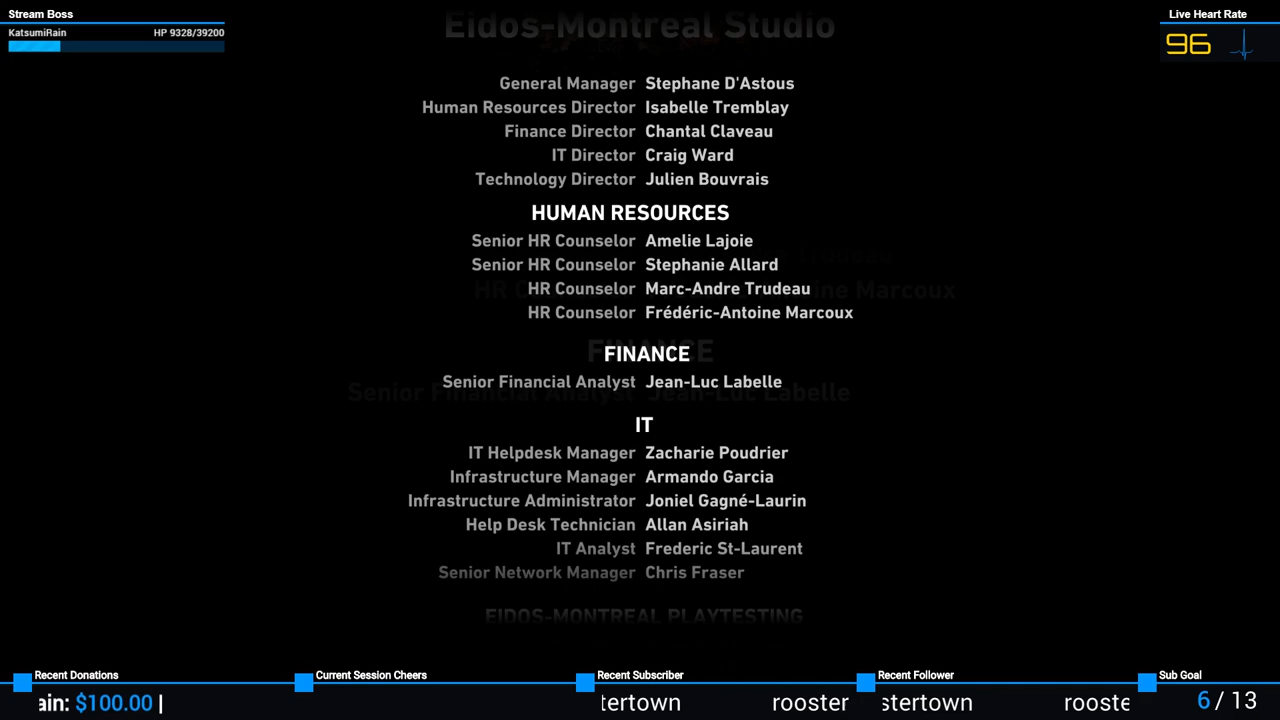 Stream Boss
KatsumiRain HP 9328/39200
Live Heart Rate
96
Eidos-Montreal Studio
General Manager Stephane D'Astous
Human Resources Director Isabelle Tremblay
Finance Director Chantal Claveau
IT Director Craig Ward
Technology Director Julien Bouvrais
HUMAN RESOURCES
Senior HR Counselor Amelie Lajoie
Senior HR Counselor Stephanie Allard
HR Counselor Marc-Andre Trudeau
HR Counselor Frédéric-Antoine Marcoux
FINANCE
Senior Financial Analyst Jean-Luc Labelle
IT
IT Helpdesk Manager Zacharie Poudrier
Infrastructure Manager Armando Garcia
Infrastructure Administrator Joniel Gagné-Laurin
Help Desk Technician Allan Asiriah
IT Analyst Frederic St-Laurent
Senior Network Manager Chris Fraser
EIDOS-MONTREAL PLAYTESTING
Recent Donations Current Session Cheers Recent Subscriber Recent Follower Sub Goal
ain: $100.00 | tertown rooster stertown rooste 6 / 13